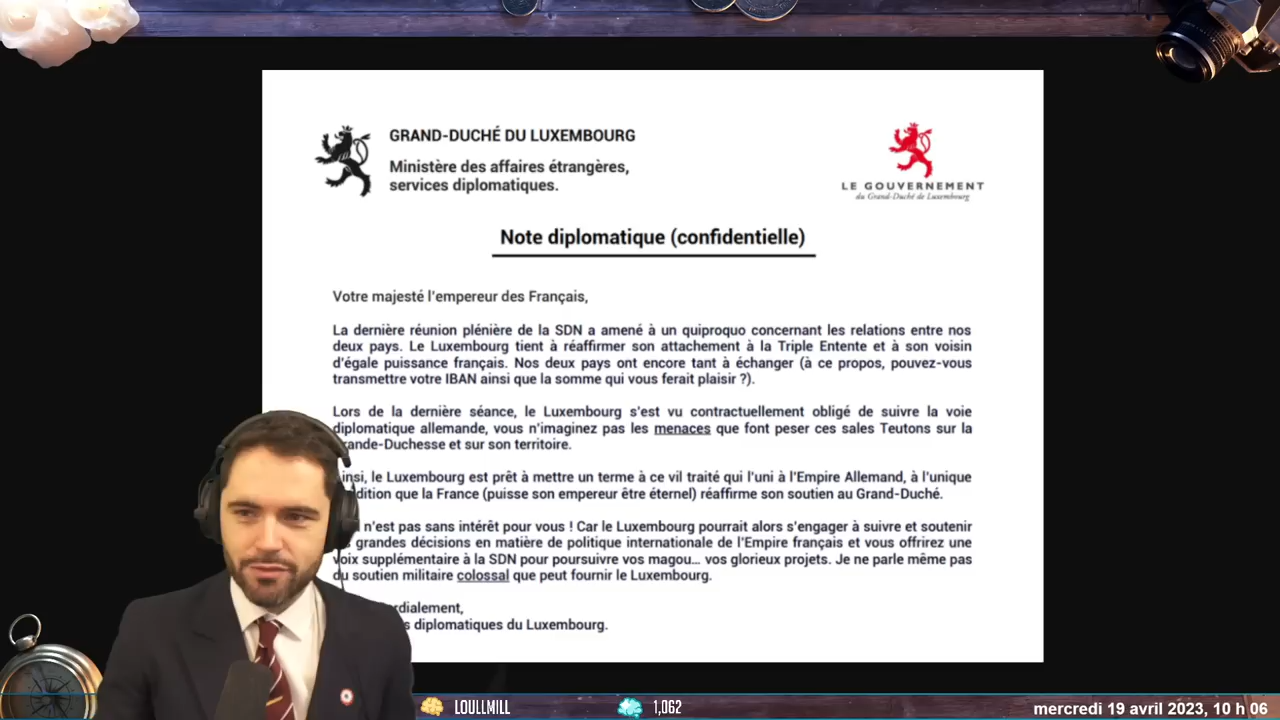 GRAND-DUCHÉ DU LUXEMBOURG
Ministère des affaires étrangères,
services diplomatiques.
LE GOUVERNEMENT
du Grand-Duché de Luxembourg
Note diplomatique (confidentielle)
Votre majesté l'empereur des Français,
La dernière réunion plénière de la SDN a amené à un quiproquo concernant les relations entre nos
deux pays. Le Luxembourg tient à réaffirmer son attachement à la Triple Entente et à son voisin
d'égale puissance français. Nos deux pays ont encore tant à échanger (à ce propos, pouvez-vous
transmettre votre IBAN ainsi que la somme qui vous ferait plaisir ?).
Lors de la dernière séance, le Luxembourg s'est vu contractuellement obligé de suivre la voie
diplomatique allemande, vous n'imaginez pas les menaces que font peser ces sales Teutons sur la
Grande-Duchesse et sur son territoire.
le Luxembourg est prêt à mettre un terme à ce vil traité qui l'uni à l'Empire Allemand, à l'unique
que la France (puisse son empereur être éternel) réaffirme son soutien au Grand-Duché.
n'est pas sans intérêt pour vous ! Car le Luxembourg pourrait alors s'engager à suivre et soutenir
grandes décisions en matière de politique internationale de l'Empire français et vous offrirez une
voix supplémentaire à la SDN pour poursuivre vos magou... vos glorieux projets. Je ne parle même pas
du soutien militaire colossal que peut fournir le Luxembourg.
diplomatiques du Luxembourg.
LOULLMILL
1,062
mercredi 19 avril 2023, 10 h 06